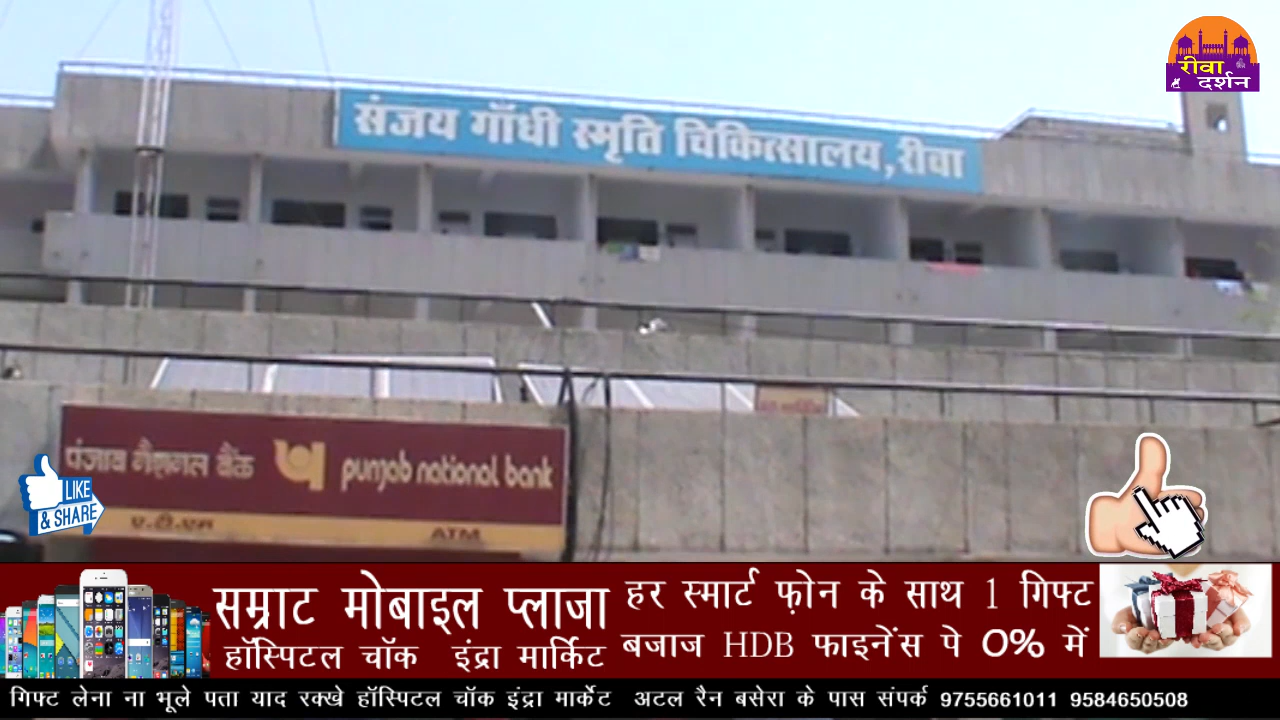 रीवा
दर्शन
संजय गाँधी स्मृति चिकित्सालय, रीवा
पंजाब नैशनल बैंक punjab national bank
ए.टी.एम ATM
LIKE
& SHARE
सम्राट मोबाइल प्लाजा
हॉस्पिटल चॉक इंद्रा मार्किट
हर स्मार्ट फ़ोन के साथ 1 गिफ्ट
बजाज HDB फाइनेंस पे 0% में
गिफ्ट लेना ना भूले पता याद रक्खे हॉस्पिटल चॉक इंद्रा मार्केट अटल रैन बसेरा के पास संपर्क 9755661011 9584650508